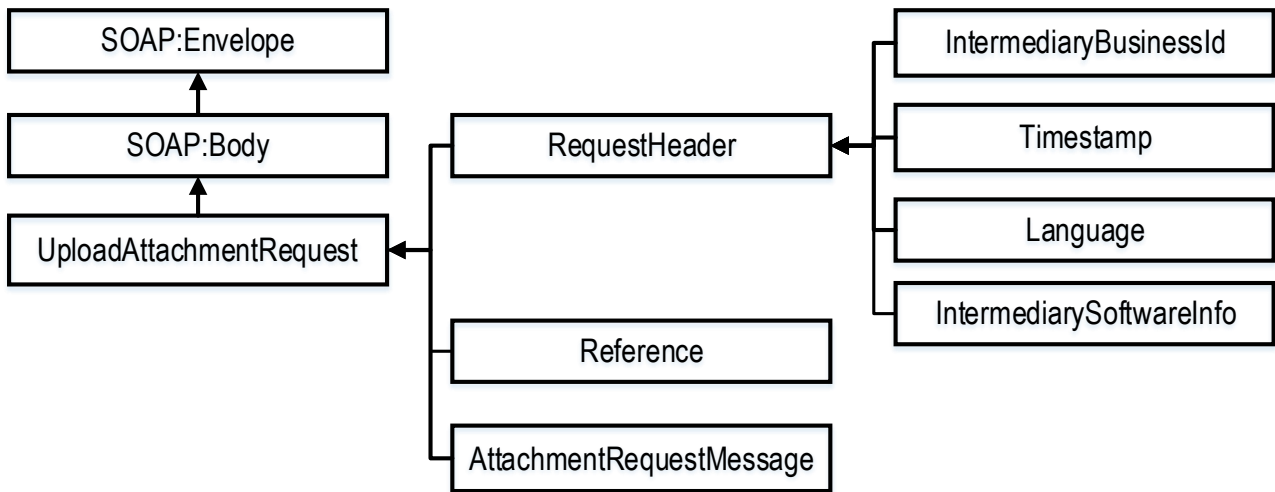 SOAP:Envelope
SOAP:Body
UploadAttachmentRequest
RequestHeader
Reference
AttachmentRequestMessage
IntermediaryBusinessId
Timestamp
Language
IntermediarySoftwareInfo